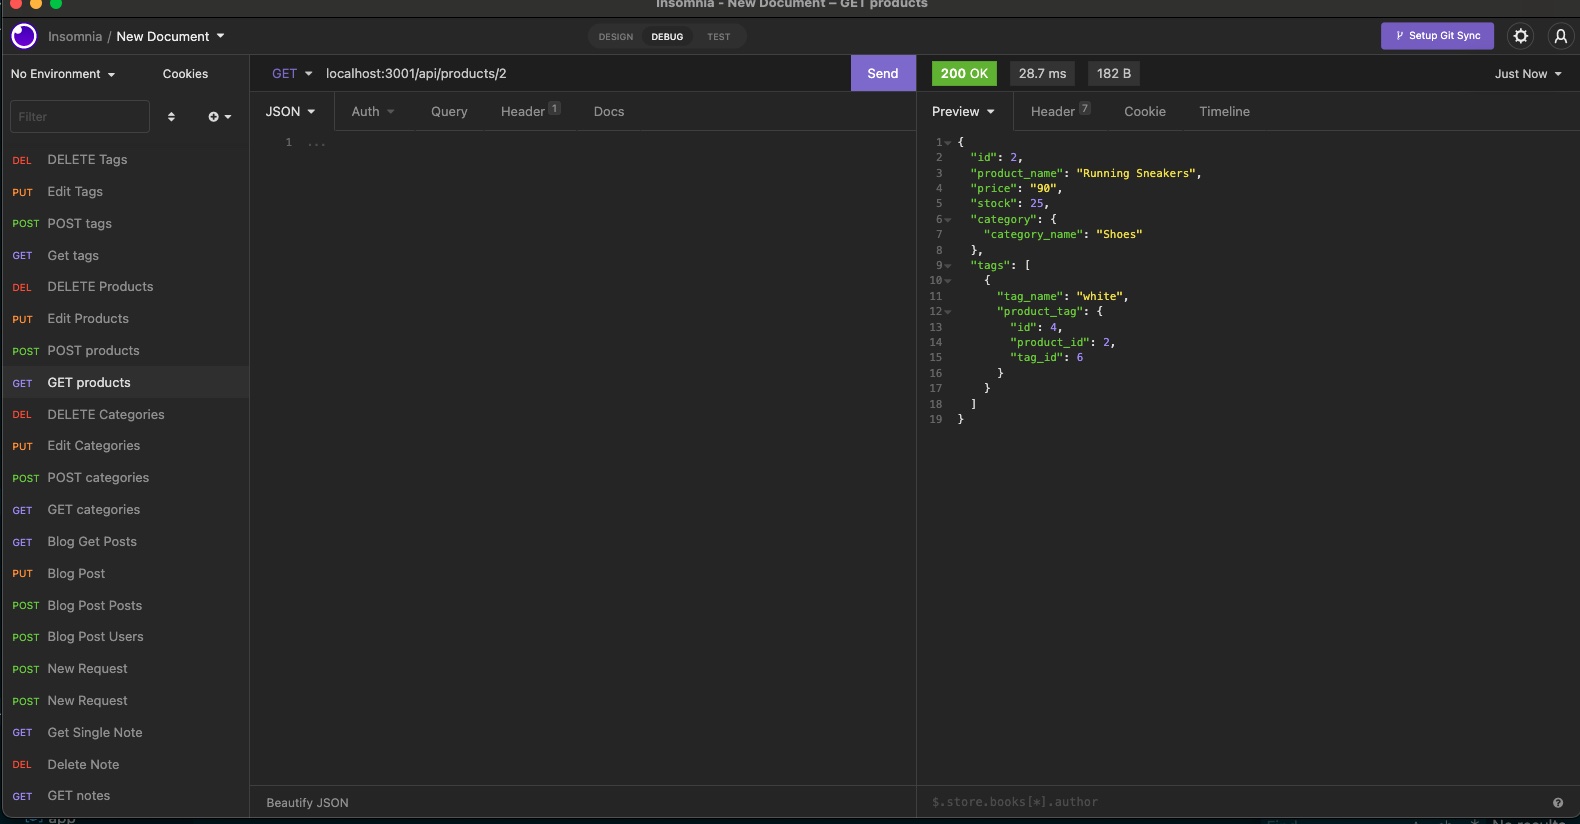 Insomnia - New Document – GET products
Insomnia / New Document
DESIGN DEBUG TEST
Setup Git Sync
No Environment Cookies
GET localhost:3001/api/products/2 Send
200 OK 28.7 ms 182 B Just Now
Filter
JSON Auth Query Header 1 Docs
Preview Header 7 Cookie Timeline
DEL DELETE Tags
PUT Edit Tags
POST POST tags
GET Get tags
DEL DELETE Products
PUT Edit Products
POST POST products
GET GET products
DEL DELETE Categories
PUT Edit Categories
POST POST categories
GET GET categories
GET Blog Get Posts
PUT Blog Post
POST Blog Post Posts
POST Blog Post Users
POST New Request
POST New Request
GET Get Single Note
DEL Delete Note
GET GET notes
1 ...
1 {
2 "id": 2,
3 "product_name": "Running Sneakers",
4 "price": "90",
5 "stock": 25,
6 "category": {
7 "category_name": "Shoes"
8 },
9 "tags": [
10 {
11 "tag_name": "white",
12 "product_tag": {
13 "id": 4,
14 "product_id": 2,
15 "tag_id": 6
16 }
17 }
18 ]
19 }
Beautify JSON
$.store.books[*].author
app
No results